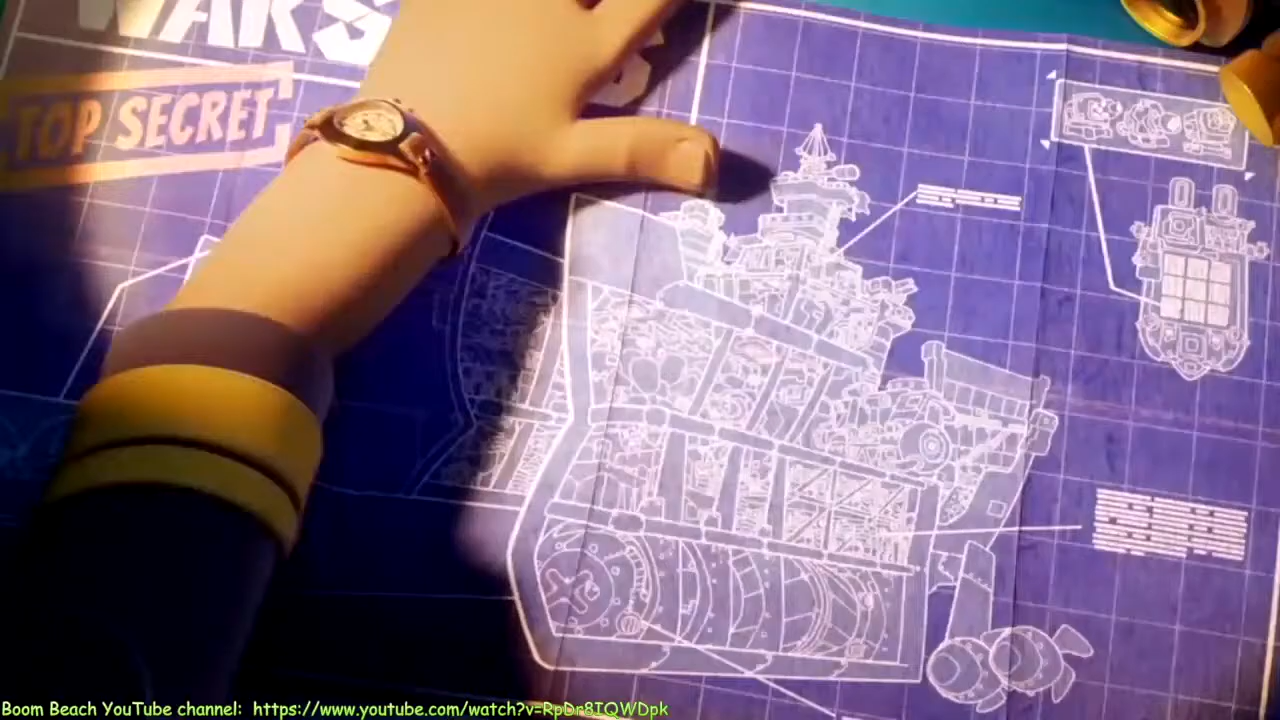 WARS
TOP SECRET
Boom Beach YouTube channel: https://www.youtube.com/watch?v=RpDr8IQWDpk